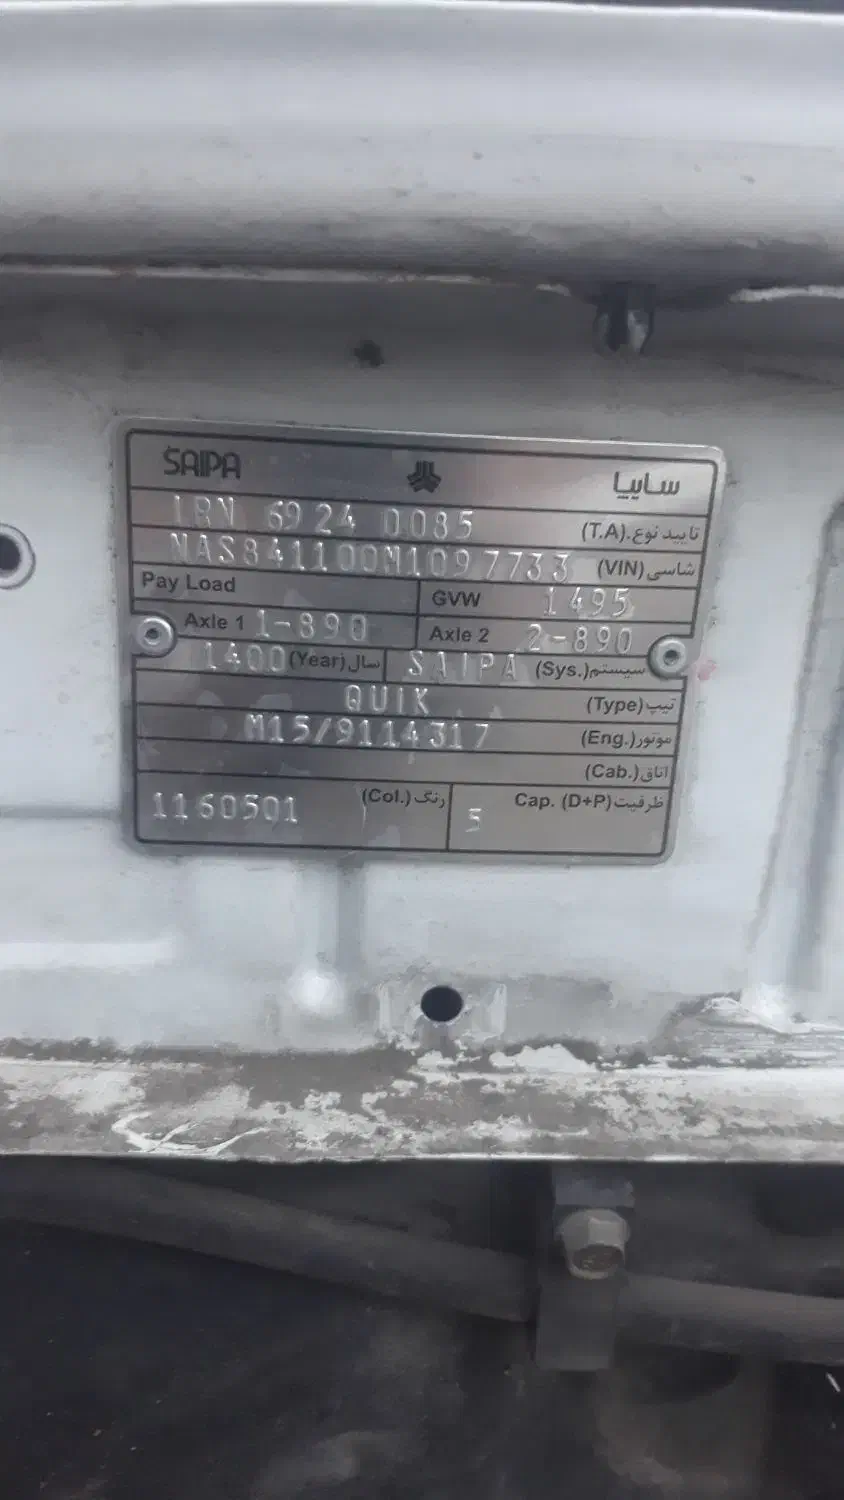 SAIPA سایپا
IRN 69 24 0085 تایید نوع.(T.A)
NAS841100M1097733 شاسی(VIN)
Pay Load GVW 1495
Axle 1 1-890 Axle 2 2-890
1400 سال(Year) SAIPA سیستم(Sys.)
QUIK تیپ(Type)
M15/9114317 موتور(Eng.)
اتاق(Cab.)
1160501 رنگ(Col.) 5 Cap. (D+P)ظرفیت